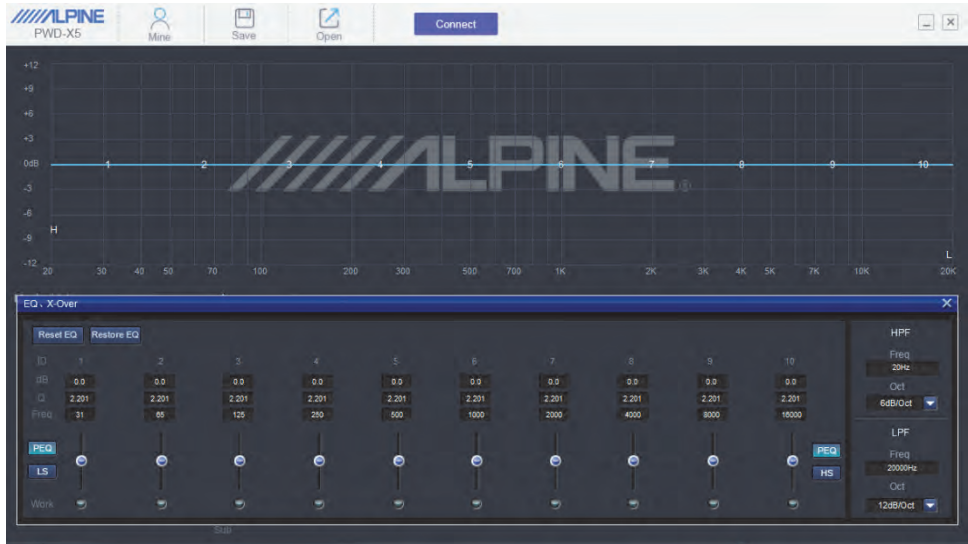 ALPINE
PWD-X5 Mine Save Open Connect
+12
+9
+6
+3
0dB 1 2 3 4 5 6 7 8 9 10
ALPINE®
-3
-6
H
-9
L
-12
20 30 40 50 70 100 200 300 500 700 1K 2K 3K 4K 5K 7K 10K 20K
EQ、X-Over
Reset EQ Restore EQ HPF
ID 1 2 3 4 5 6 7 8 9 10 Freq
20Hz
dB 0.0 0.0 0.0 0.0 0.0 0.0 0.0 0.0 0.0 0.0 Oct
Q 2.201 2.201 2.201 2.201 2.201 2.201 2.201 2.201 2.201 2.201 6dB/Oct
Freq 31 65 125 250 500 1000 2000 4000 8000 16000
LPF
PEQ PEQ Freq
LS HS 20000Hz
Oct
Work 12dB/Oct
Sub